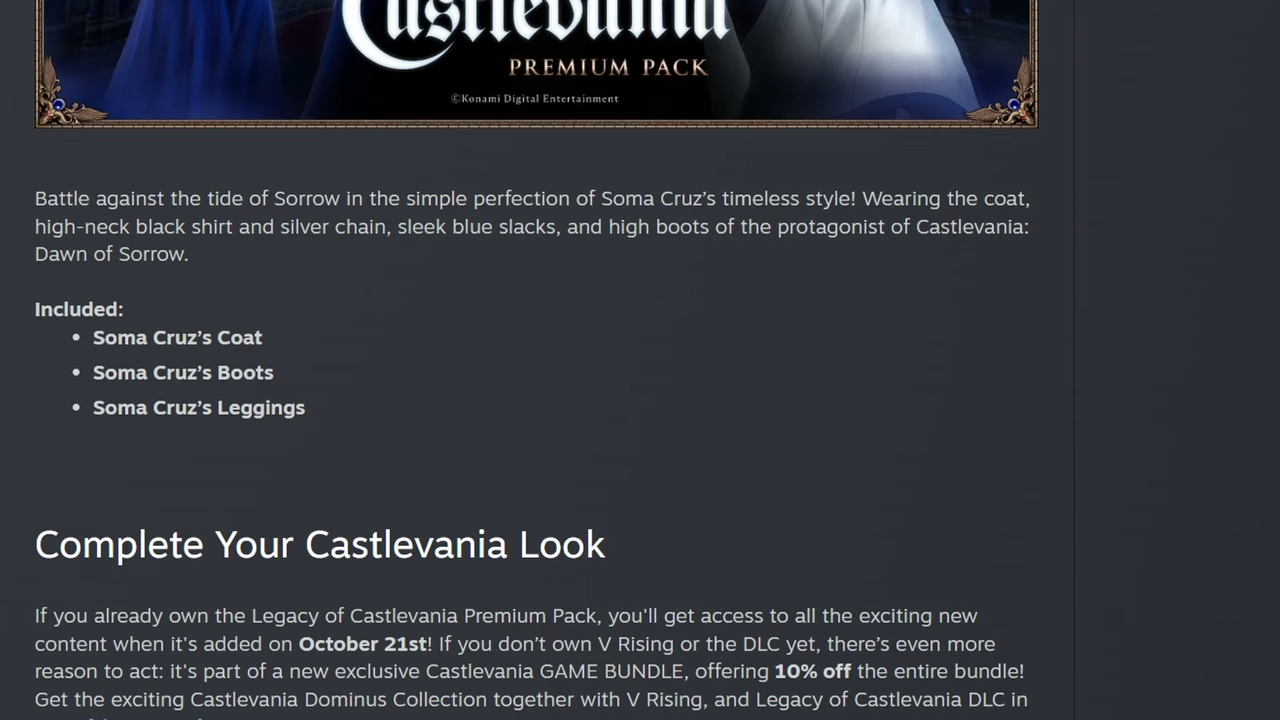 Castlevania
PREMIUM PACK
©Konami Digital Entertainment
Battle against the tide of Sorrow in the simple perfection of Soma Cruz’s timeless style! Wearing the coat,
high-neck black shirt and silver chain, sleek blue slacks, and high boots of the protagonist of Castlevania:
Dawn of Sorrow.
Included:
• Soma Cruz’s Coat
• Soma Cruz’s Boots
• Soma Cruz’s Leggings
Complete Your Castlevania Look
If you already own the Legacy of Castlevania Premium Pack, you'll get access to all the exciting new
content when it's added on October 21st! If you don’t own V Rising or the DLC yet, there’s even more
reason to act: it's part of a new exclusive Castlevania GAME BUNDLE, offering 10% off the entire bundle!
Get the exciting Castlevania Dominus Collection together with V Rising, and Legacy of Castlevania DLC in